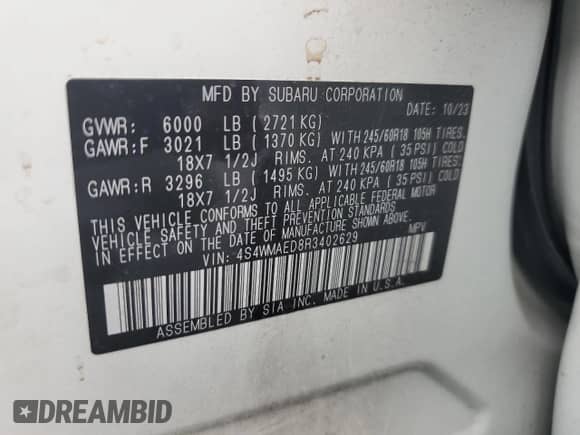 MFD BY SUBARU CORPORATION
DATE: 10/23
GVWR: 6000 LB ( 2721 KG)
GAWR:F 3021 LB ( 1370 KG) WITH 245/60R18 105H TIRES.
18X7 1/2J RIMS. AT 240 KPA ( 35 PSI) COLD
GAWR:R 3296 LB ( 1495 KG) WITH 245/60R18 105H TIRES.
18X7 1/2J RIMS. AT 240 KPA ( 35 PSI) COLD
THIS VEHICLE CONFORMS TO ALL APPLICABLE FEDERAL MOTOR
VEHICLE SAFETY AND THEFT PREVENTION STANDARDS
IN EFFECT ON THE DATE OF MANUFACTURE SHOWN ABOVE.
VIN: 4S4WMAED8R3402629 MPV
ASSEMBLED BY SIA INC. MADE IN U.S.A.
DREAMBID